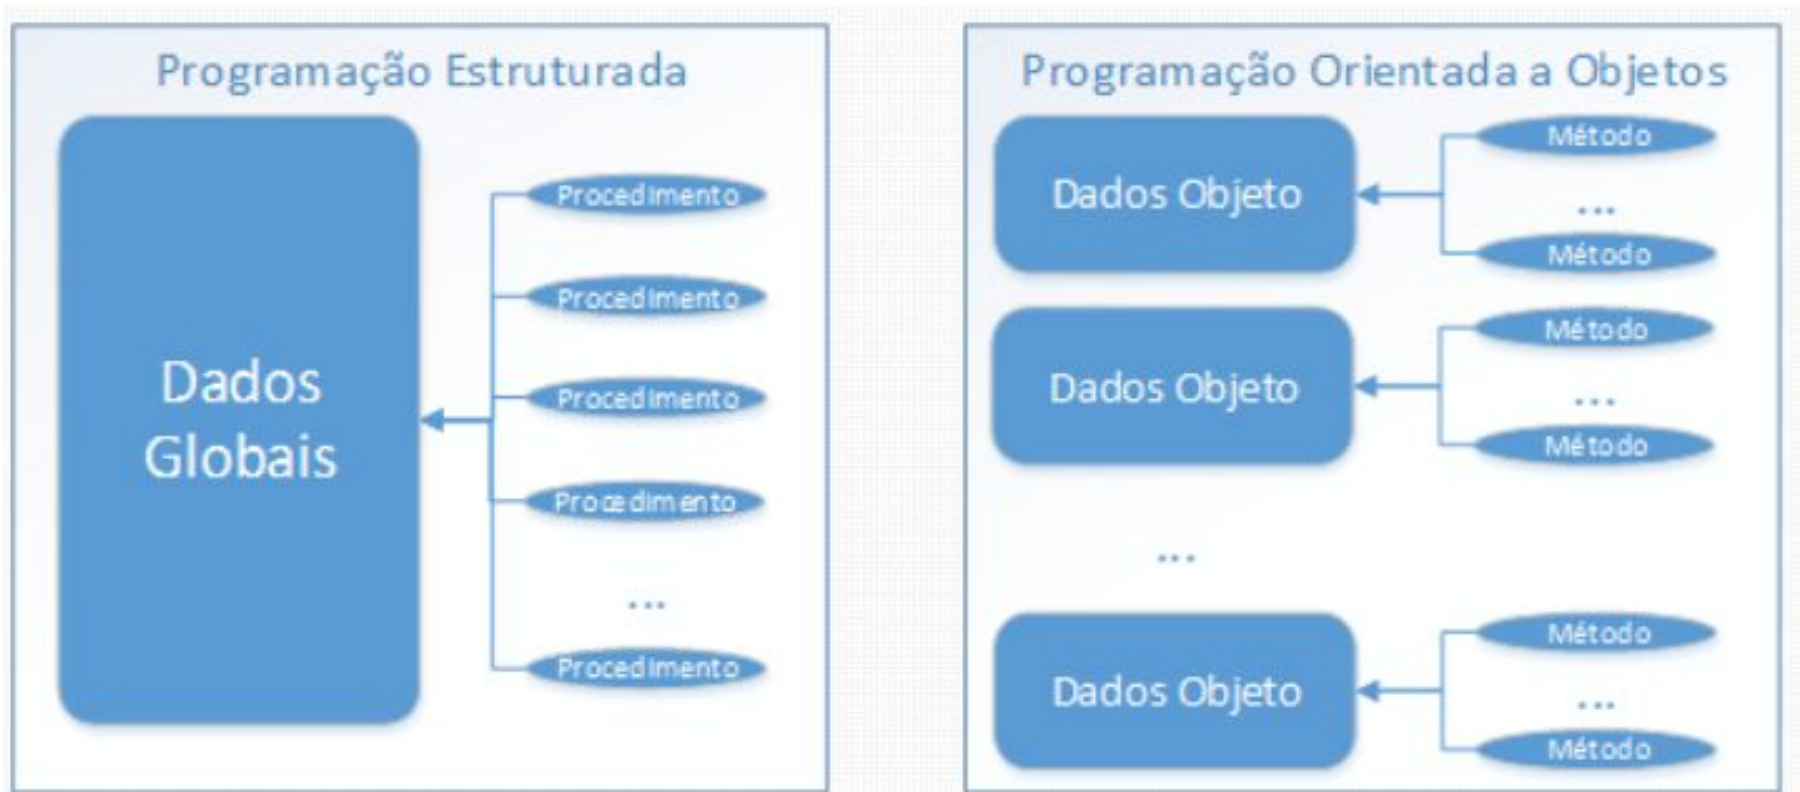 Programação Estruturada
Dados
Globais
Procedimento
Procedimento
Procedimento
Procedimento
...
Procedimento
Programação Orientada a Objetos
Dados Objeto
Método
...
Método
Dados Objeto
Método
...
Método
...
Dados Objeto
Método
...
Método